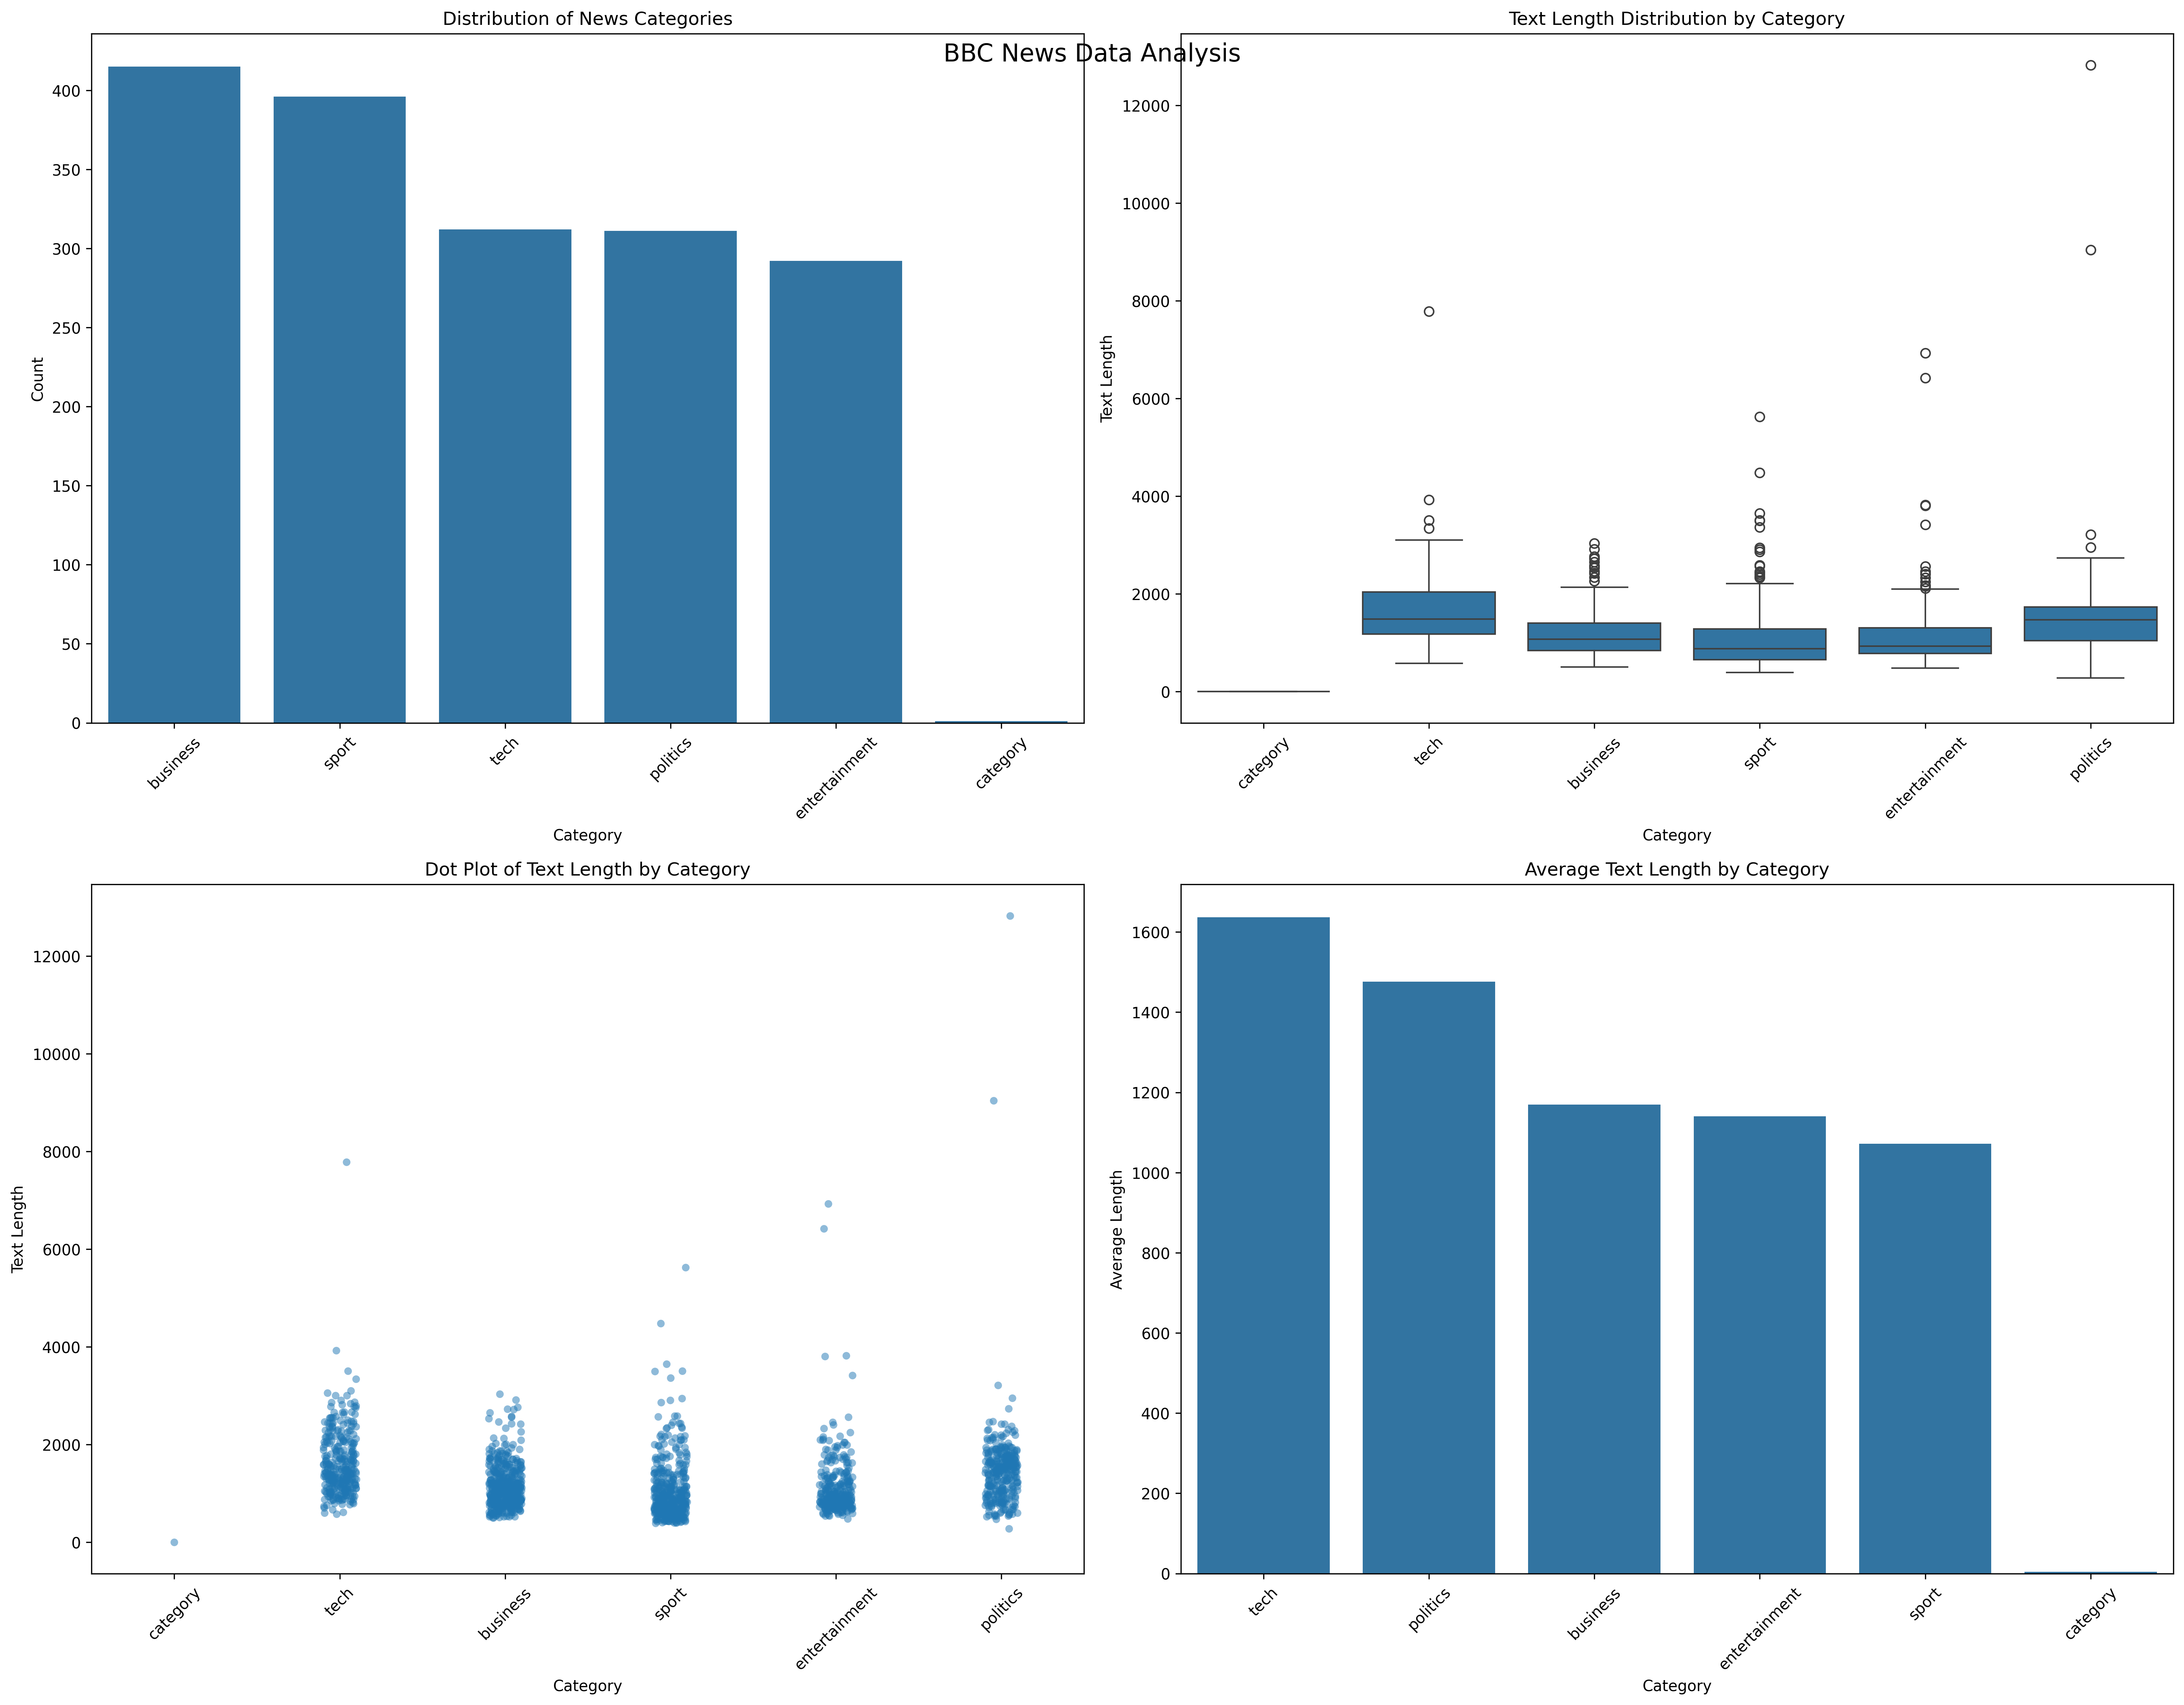 BBC News Data Analysis
Distribution of News Categories
Count
400
350
300
250
200
150
100
50
0
business
sport
tech
politics
entertainment
category
Category
Text Length Distribution by Category
Text Length
12000
10000
8000
6000
4000
2000
0
category
tech
business
sport
entertainment
politics
Category
Dot Plot of Text Length by Category
Text Length
12000
10000
8000
6000
4000
2000
0
category
tech
business
sport
entertainment
politics
Category
Average Text Length by Category
Average Length
1600
1400
1200
1000
800
600
400
200
0
tech
politics
business
entertainment
sport
category
Category